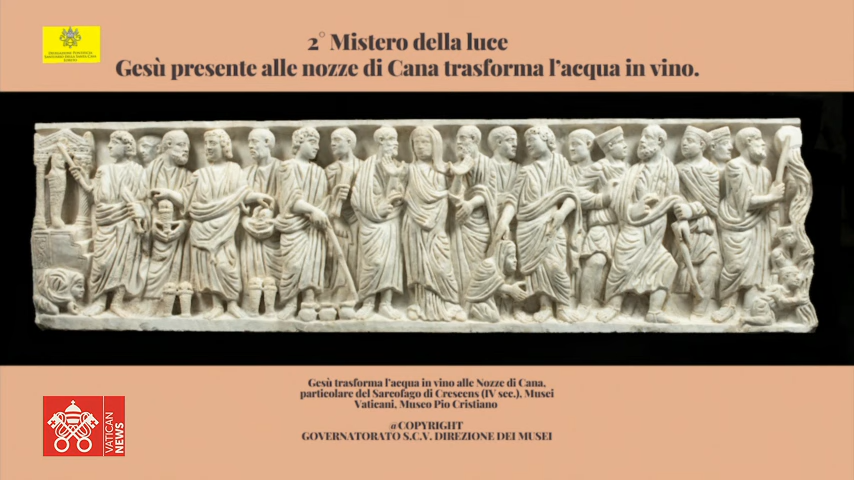 2° Mistero della luce
Gesù presente alle nozze di Cana trasforma l'acqua in vino.
Gesù trasforma l'acqua in vino alle Nozze di Cana,
particolare del Sarcofago di Crescens (IV sec.), Musei
Vaticani, Museo Pio Cristiano
@COPYRIGHT
GOVERNATORATO S.C.V. DIREZIONE DEI MUSEI
VATICAN
NEWS